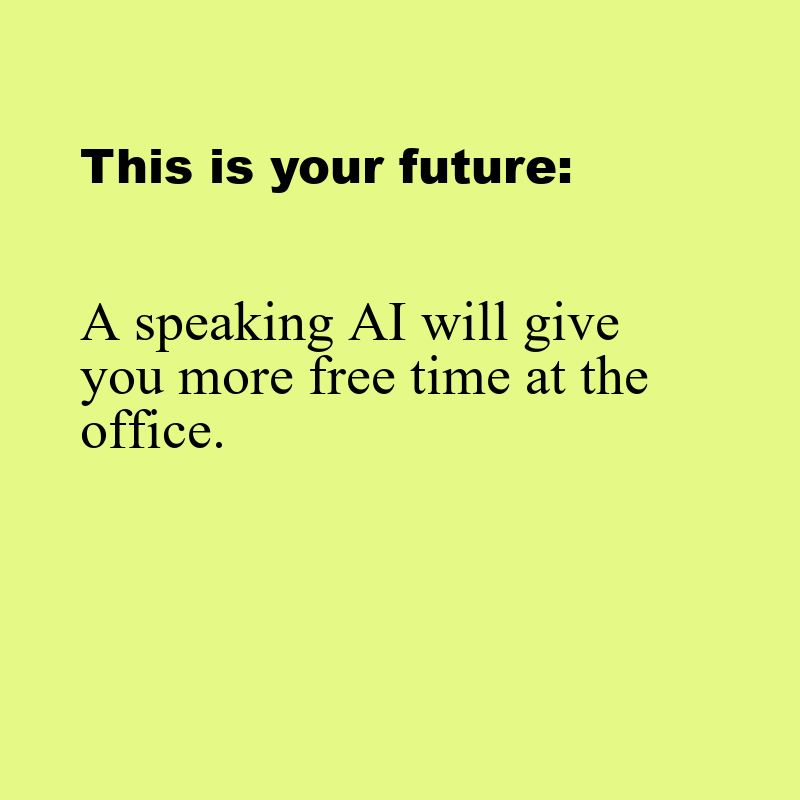 This is your future:
A speaking AI will give
you more free time at the
office.